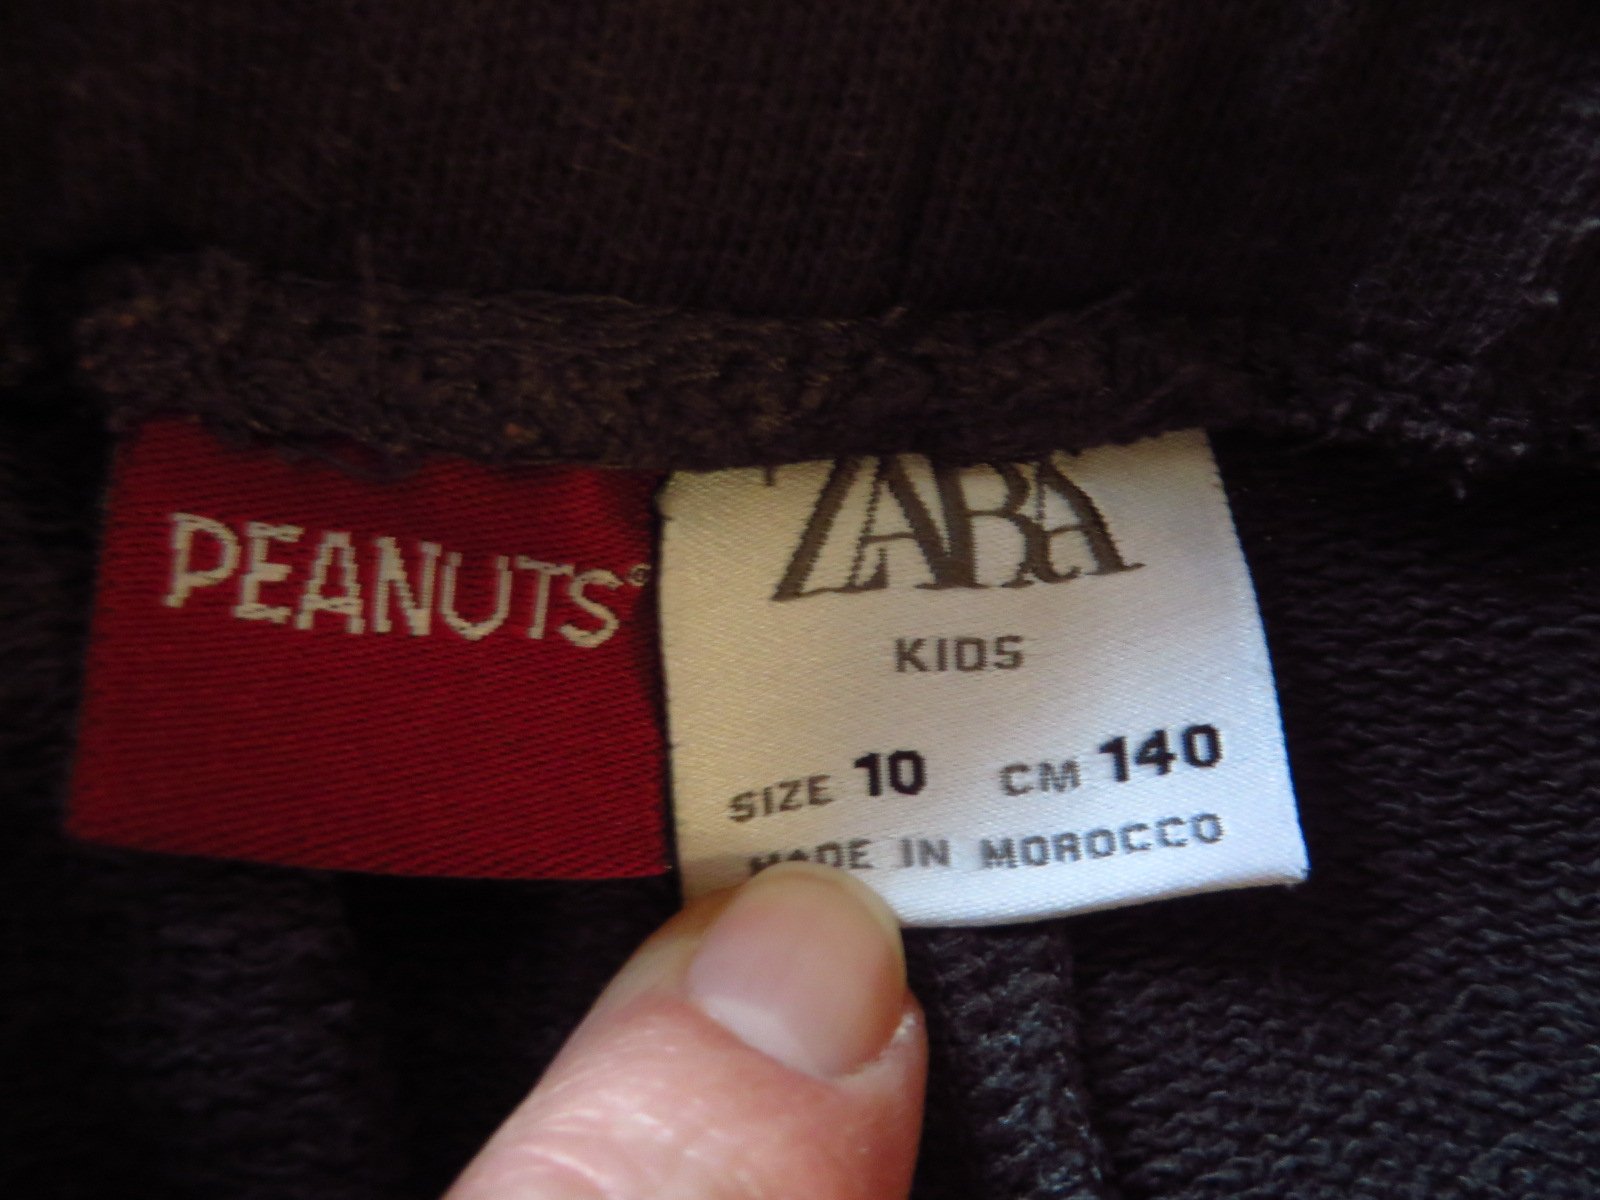 PEANUTS®
ZARA
KIDS
SIZE 10 CM 140
MADE IN MOROCCO